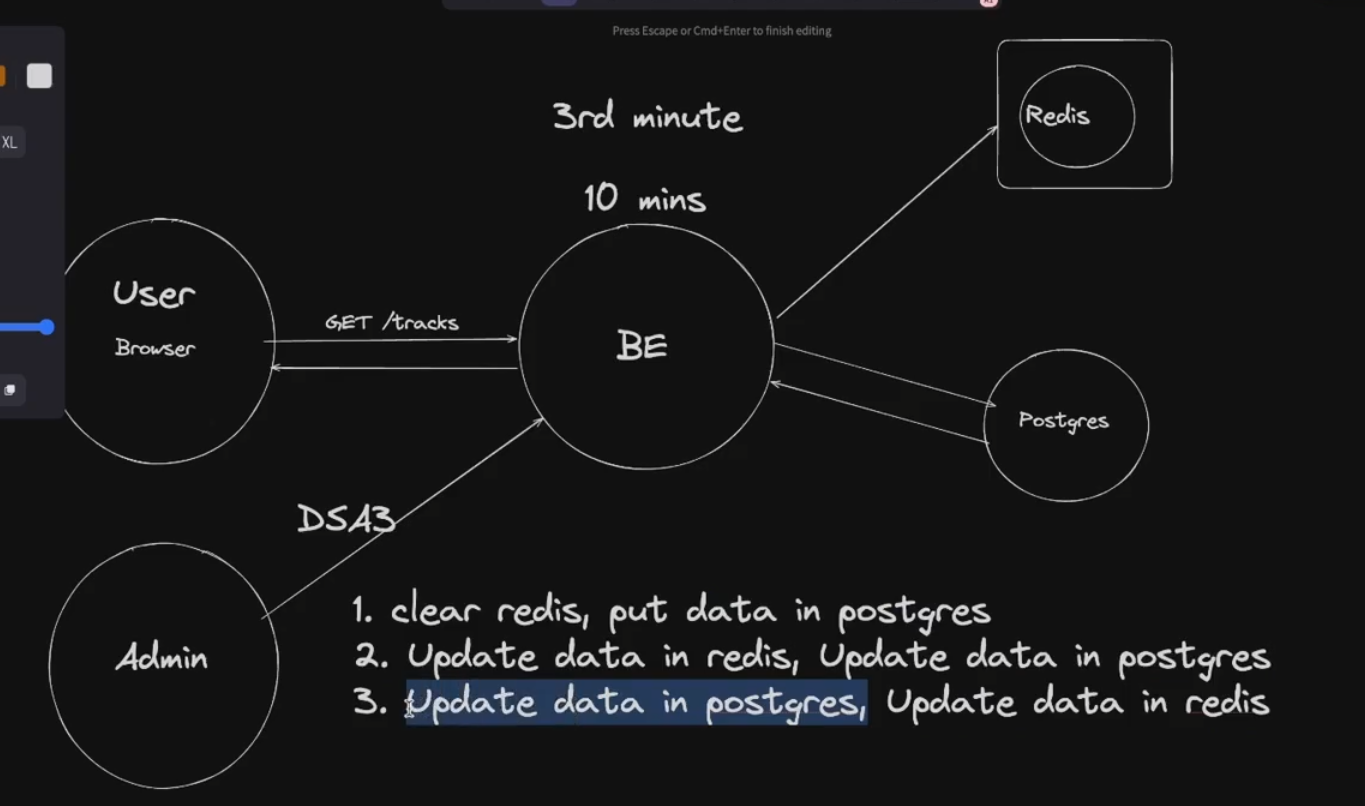 Press Escape or Cmd+Enter to finish editing
XL
3rd minute
10 mins
Redis
User
Browser
GET /tracks
BE
Postgres
DSA3
Admin
1. clear redis, put data in postgres
2. Update data in redis, Update data in postgres
3. Update data in postgres, Update data in redis